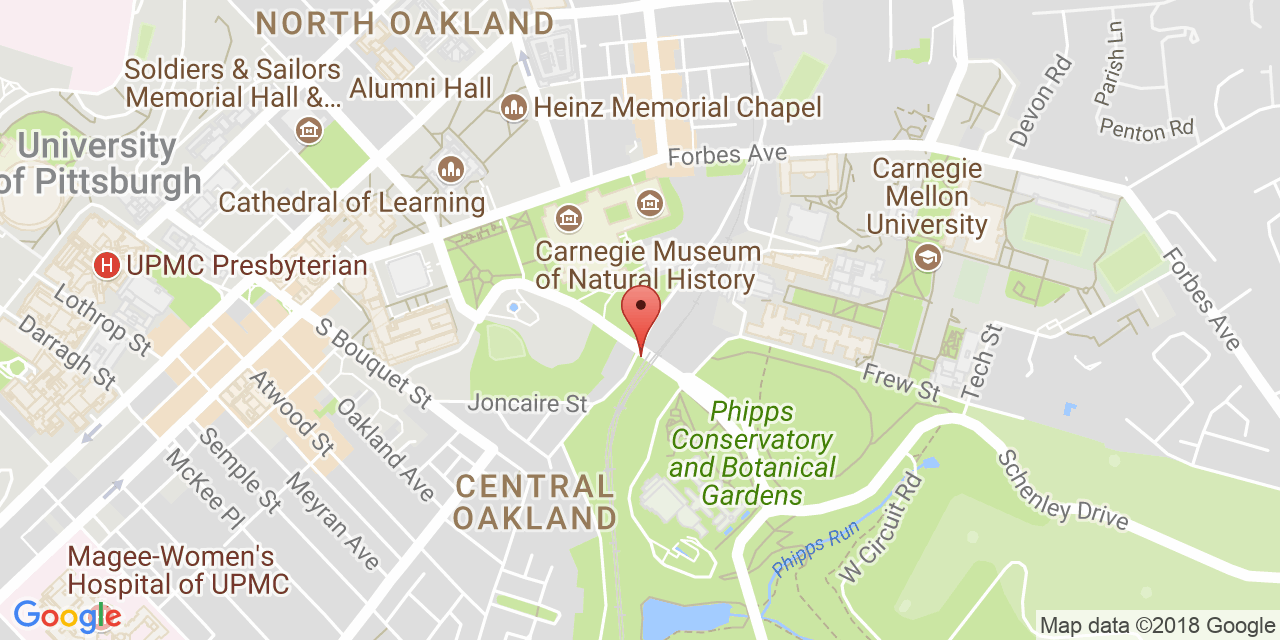 NORTH OAKLAND
Soldiers & Sailors
Memorial Hall &...
Alumni Hall
Heinz Memorial Chapel
Parish Ln
Devon Rd
Penton Rd
University
of Pittsburgh
Forbes Ave
Cathedral of Learning
Carnegie
Mellon
University
H
UPMC Presbyterian
Carnegie Museum
of Natural History
Forbes Ave
Lothrop St
Darragh St
S Bouquet St
Joncaire St
Frew St
Tech St
Atwood St
Oakland Ave
Phipps
Conservatory
and Botanical
Gardens
Semple St
McKee Pl
Meyran Ave
CENTRAL
OAKLAND
Schenley Drive
W Circuit Rd
Phipps Run
Magee-Women's
Hospital of UPMC
Google
Map data ©2018 Google